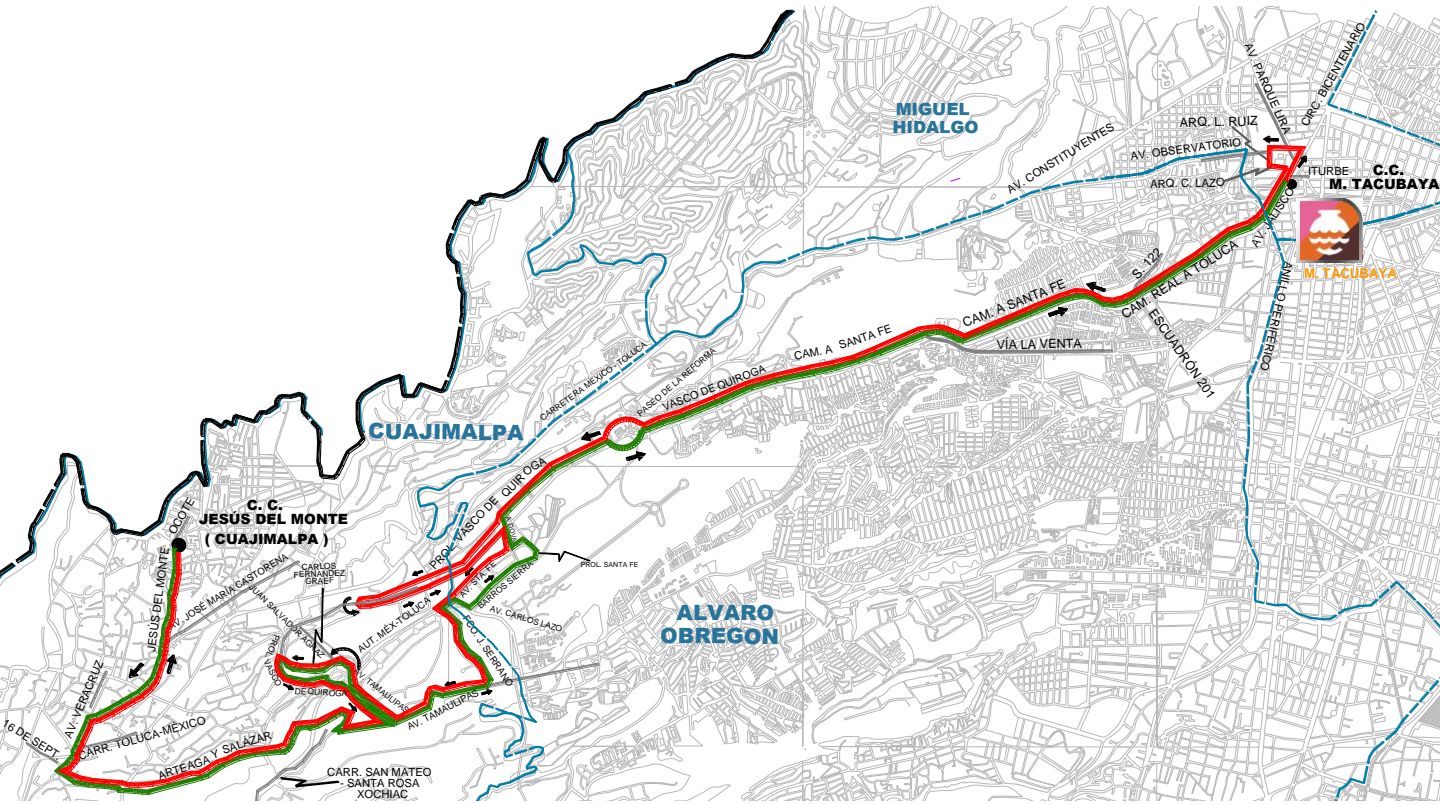 MIGUEL
HIDALGO
AV. PARQUE LIRA
CIRC. BICENTENARIO
ARQ. L. RUIZ
AV. OBSERVATORIO
AV. CONSTITUYENTES
ARQ. C. LAZO
ITURBE
C.C.
M. TACUBAYA
M. TACUBAYA
AV. JALISCO
ANILLO PERIFÉRICO
S. 122
CAM. REAL A TOLUCA
ESCUADRÓN 201
CAM. A SANTA FE
VÍA LA VENTA
CAM. A SANTA FE
VASCO DE QUIROGA
PASEO DE LA REFORMA
CARRETERA MÉXICO - TOLUCA
CUAJIMALPA
PROL. VASCO DE QUIROGA
C. C.
JESÚS DEL MONTE
( CUAJIMALPA )
OCOTE
JESÚS DEL MONTE
AV. JOSÉ MARÍA CASTORENA
CARLOS
FERNANDEZ
GRAEF
JUAN SALVADOR AGRAZ
AUT. MÉX-TOLUCA
AV. STA. FE
BARROS SIERRA
PROL. SANTA FE
AV. CARLOS LAZO
FCO. J. SERRANO
ALVARO
OBREGON
PROL. VASCO
DE QUIROGA
AV. TAMAULIPAS
AV. TAMAULIPAS
AV. VERACRUZ
16 DE SEPT.
CARR. TOLUCA-MÉXICO
ARTEAGA Y SALÁZAR
CARR. SAN MATEO
- SANTA ROSA
XOCHIAC